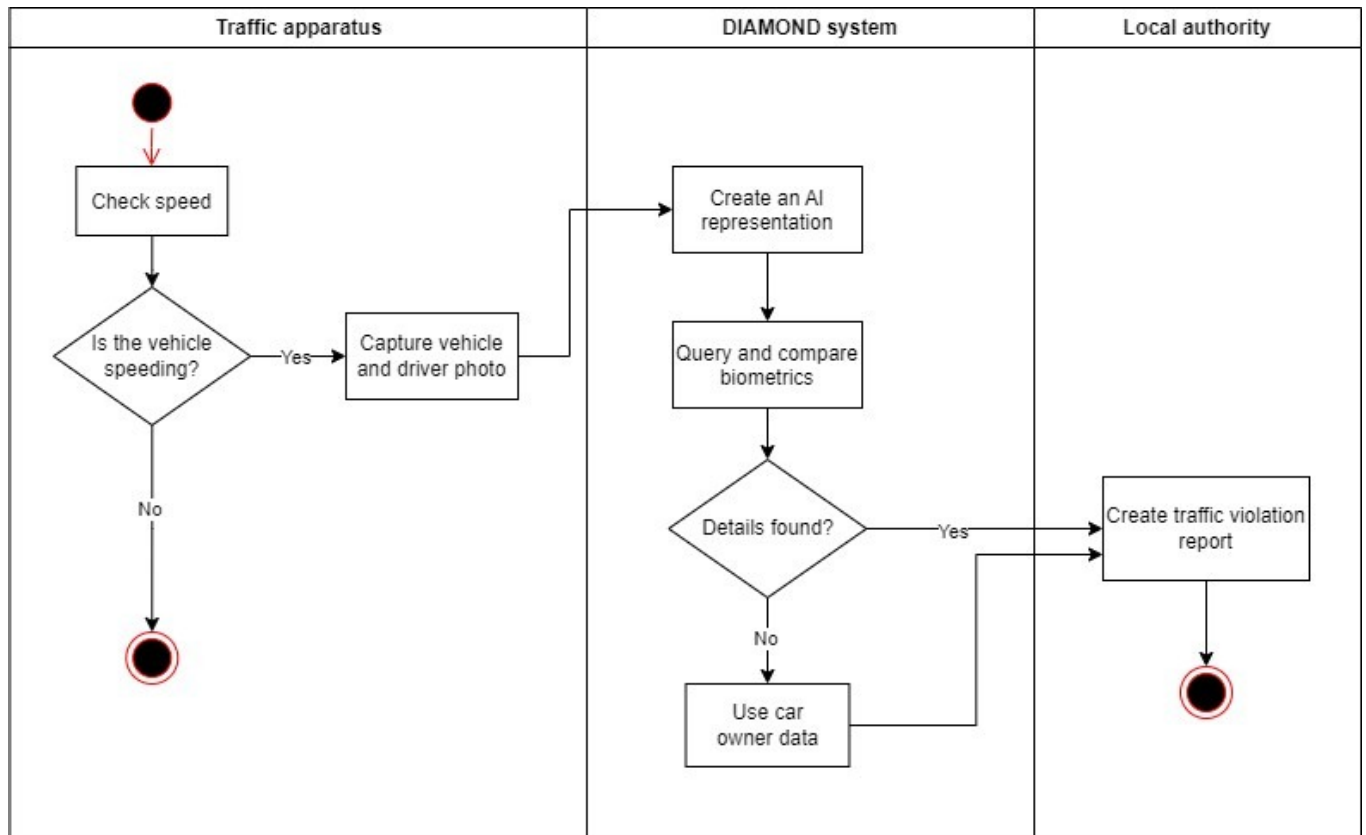 Traffic apparatus
DIAMOND system
Local authority
Check speed
Is the vehicle
speeding?
Yes
Capture vehicle
and driver photo
No
Create an AI
representation
Query and compare
biometrics
Details found?
Yes
No
Use car
owner data
Create traffic violation
report